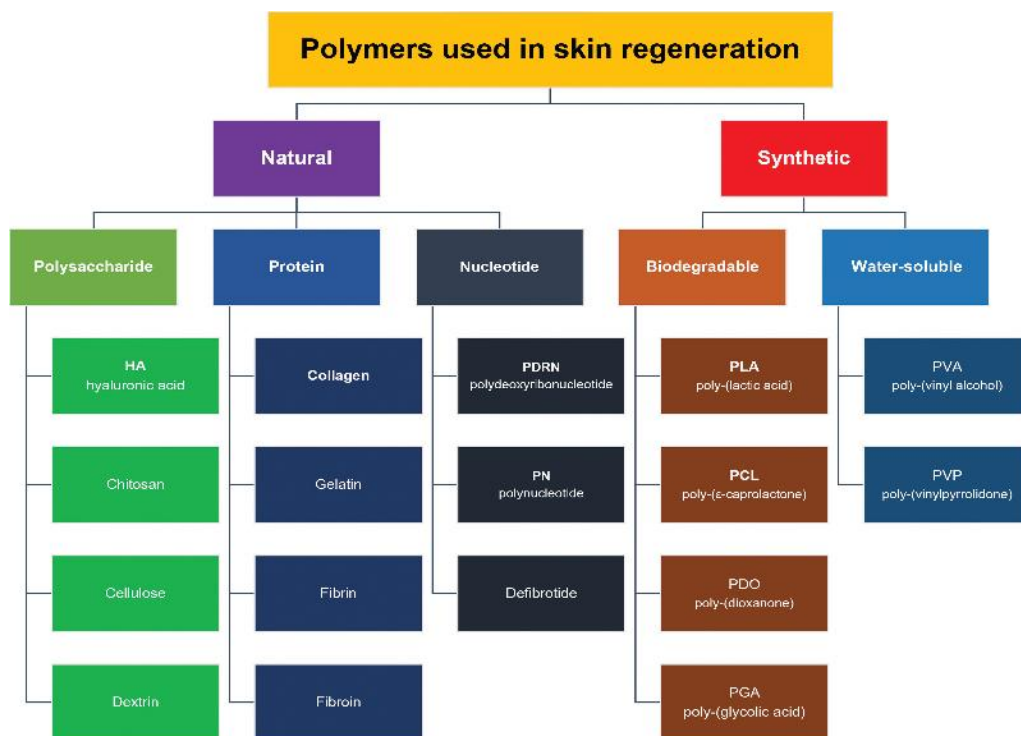 Polymers used in skin regeneration
Natural
Synthetic
Polysaccharide
Protein
Nucleotide
Biodegradable
Water-soluble
HA
hyaluronic acid
Chitosan
Cellulose
Dextrin
Collagen
Gelatin
Fibrin
Fibroin
PDRN
polydeoxyribonucleotide
PN
polynucleotide
Defibrotide
PLA
poly-(lactic acid)
PCL
poly-(ε-caprolactone)
PDO
poly-(dioxanone)
PGA
poly-(glycolic acid)
PVA
poly-(vinyl alcohol)
PVP
poly-(vinylpyrrolidone)